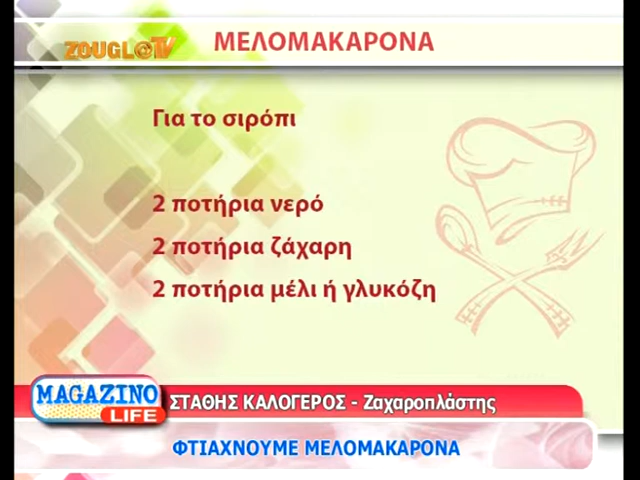 ZOUGL@TV
ΜΕΛΟΜΑΚΑΡΟΝΑ
Για το σιρόπι
2 ποτήρια νερό
2 ποτήρια ζάχαρη
2 ποτήρια μέλι ή γλυκόζη
MAGAZINO
LIFE
ΣΤΑΘΗΣ ΚΑΛΟΓΕΡΟΣ - Ζαχαροπλάστης
ΦΤΙΑΧΝΟΥΜΕ ΜΕΛΟΜΑΚΑΡΟΝΑ